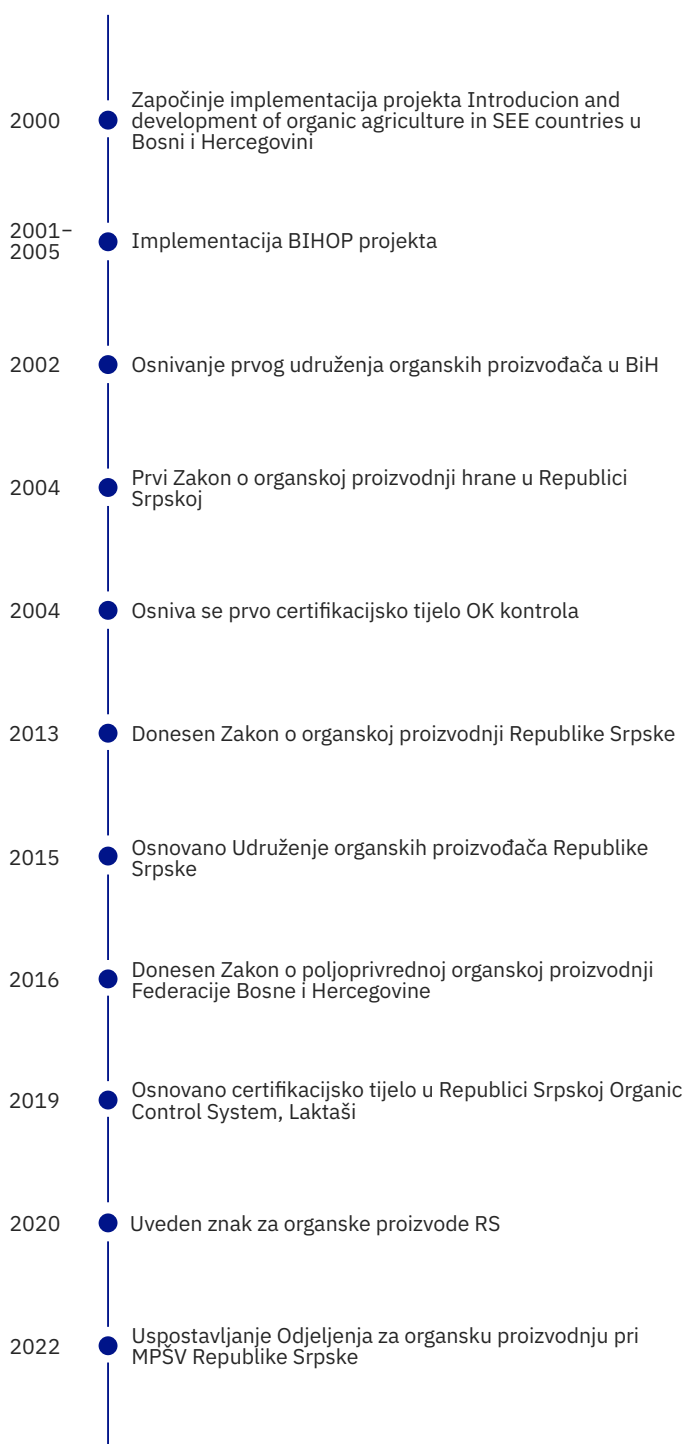 2000
Započinje implementacija projekta Introducion and
development of organic agriculture in SEE countries u
Bosni i Hercegovini
2001–
2005
Implementacija BIHOP projekta
2002
Osnivanje prvog udruženja organskih proizvođača u BiH
2004
Prvi Zakon o organskoj proizvodnji hrane u Republici
Srpskoj
2004
Osniva se prvo certifikacijsko tijelo OK kontrola
2013
Donesen Zakon o organskoj proizvodnji Republike Srpske
2015
Osnovano Udruženje organskih proizvođača Republike
Srpske
2016
Donesen Zakon o poljoprivrednoj organskoj proizvodnji
Federacije Bosne i Hercegovine
2019
Osnovano certifikacijsko tijelo u Republici Srpskoj Organic
Control System, Laktaši
2020
Uveden znak za organske proizvode RS
2022
Uspostavljanje Odjeljenja za organsku proizvodnju pri
MPŠV Republike Srpske